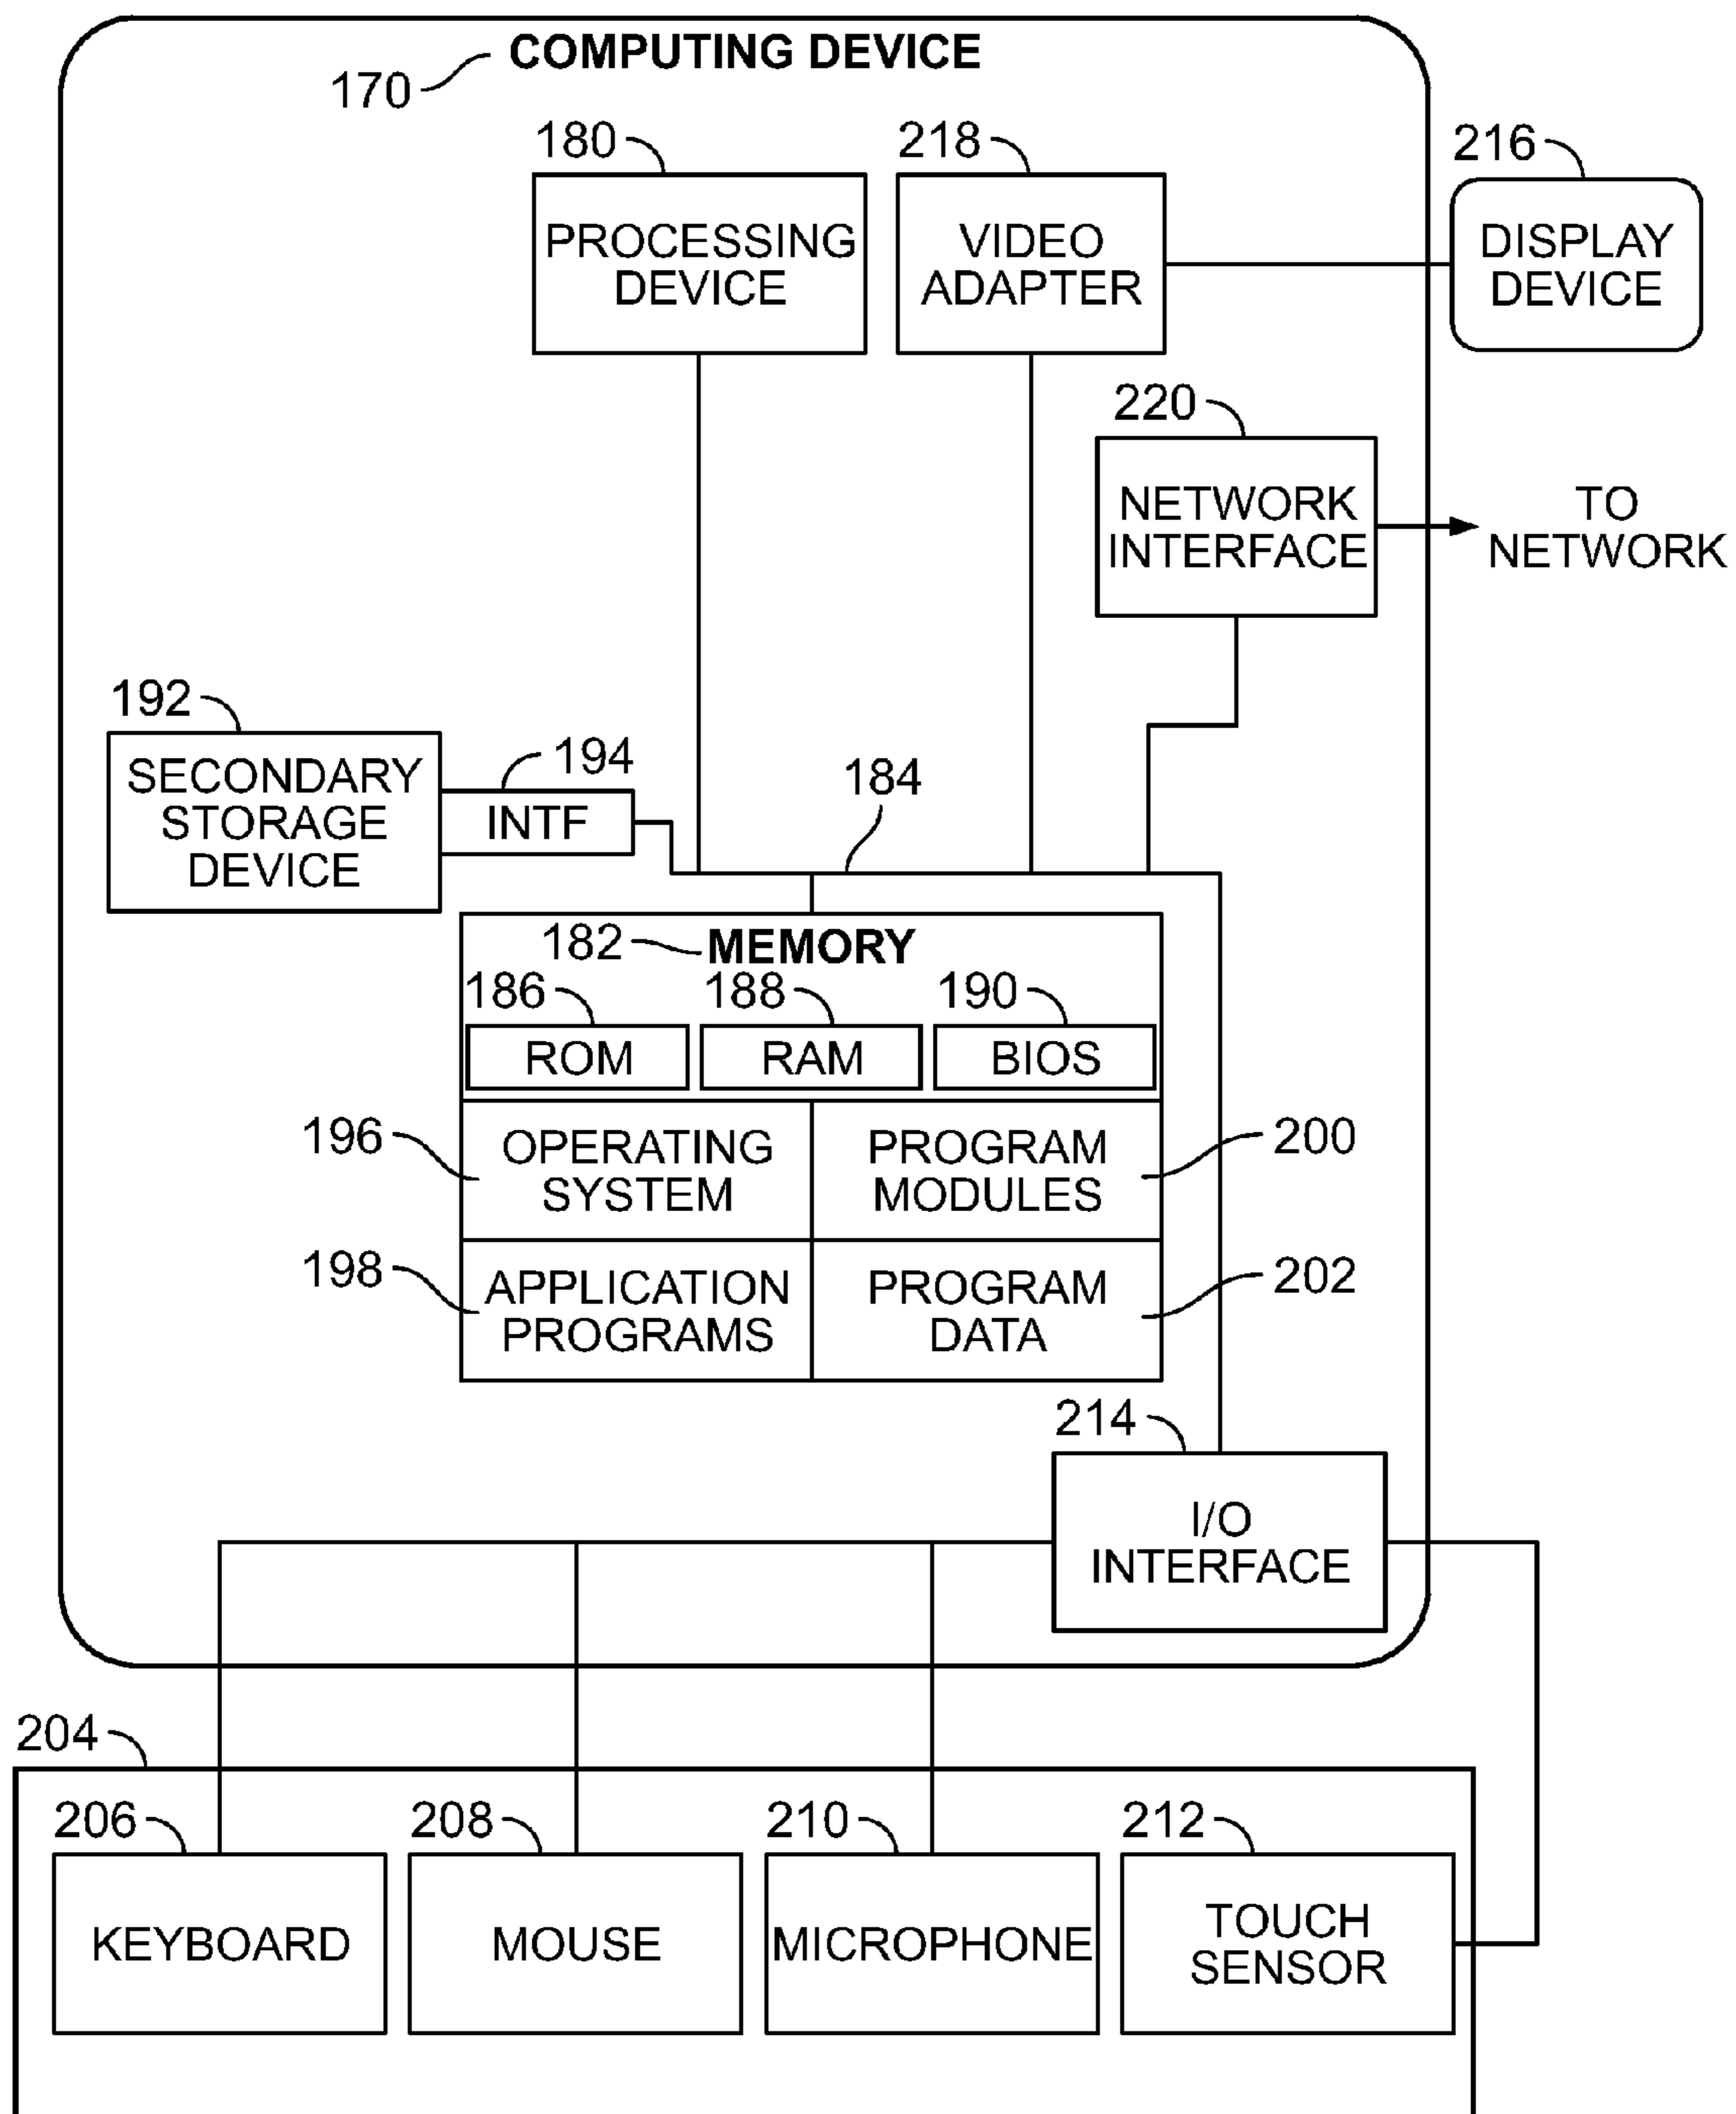 COMPUTING DEVICE
170
180
218
216
PROCESSING
DEVICE
VIDEO
ADAPTER
DISPLAY
DEVICE
220
NETWORK
INTERFACE
TO
NETWORK
192
SECONDARY
STORAGE
DEVICE
194
INTF
184
182
MEMORY
186
188
190
ROM
RAM
BIOS
196
OPERATING
SYSTEM
PROGRAM
MODULES
200
198
APPLICATION
PROGRAMS
PROGRAM
DATA
202
214
I/O
INTERFACE
204
206
208
210
212
KEYBOARD
MOUSE
MICROPHONE
TOUCH
SENSOR